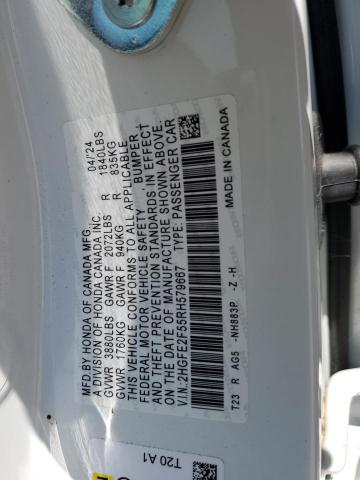 MFD BY HONDA OF CANADA MFG. 04/'24
A DIVISION OF HONDA CANADA INC.
GVWR 3880LBS GAWR F 2072LBS R 1840LBS
GVWR 1760KG GAWR F 940KG R 835KG
THIS VEHICLE CONFORMS TO ALL APPLICABLE
FEDERAL MOTOR VEHICLE SAFETY BUMPER,
AND THEFT PREVENTION STANDARDS IN EFFECT
ON THE DATE OF MANUFACTURE SHOWN ABOVE.
V.I.N. 2HGFE2F55RH579667 TYPE: PASSENGER CAR
T23 R AG5 -NH883P -Z -H MADE IN CANADA
T20 A1